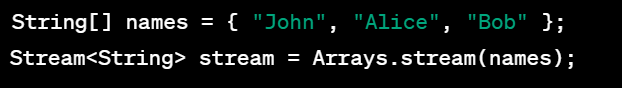 String[] names = { "John", "Alice", "Bob" };
Stream<String> stream = Arrays.stream(names);